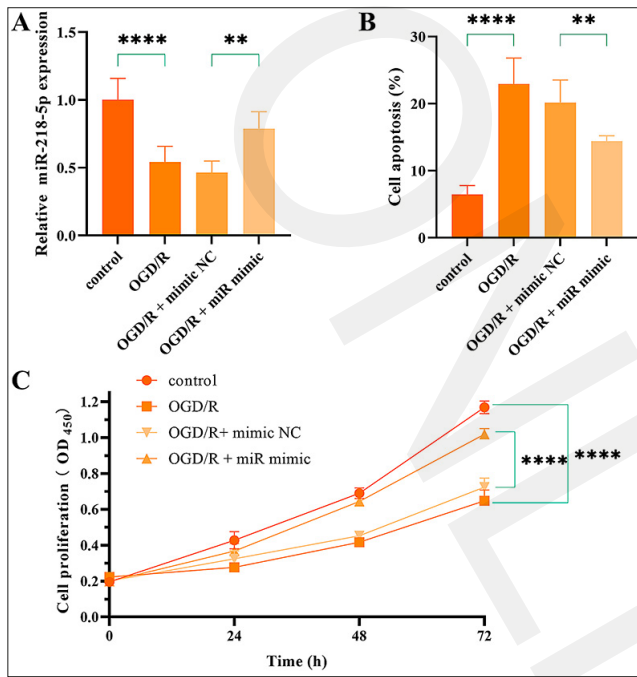 A
Relative miR-218-5p expression
1.5
1.0
0.5
0.0
****
**
control
OGD/R
OGD/R + mimic NC
OGD/R + miR mimic
B
Cell apoptosis (%)
30
20
10
0
****
**
control
OGD/R
OGD/R + mimic NC
OGD/R + miR mimic
C
control
OGD/R
OGD/R+ mimic NC
OGD/R + miR mimic
Cell proliferation ( OD450)
1.2
1.0
0.8
0.6
0.4
0.2
0.0
****
****
0
24
48
72
Time (h)